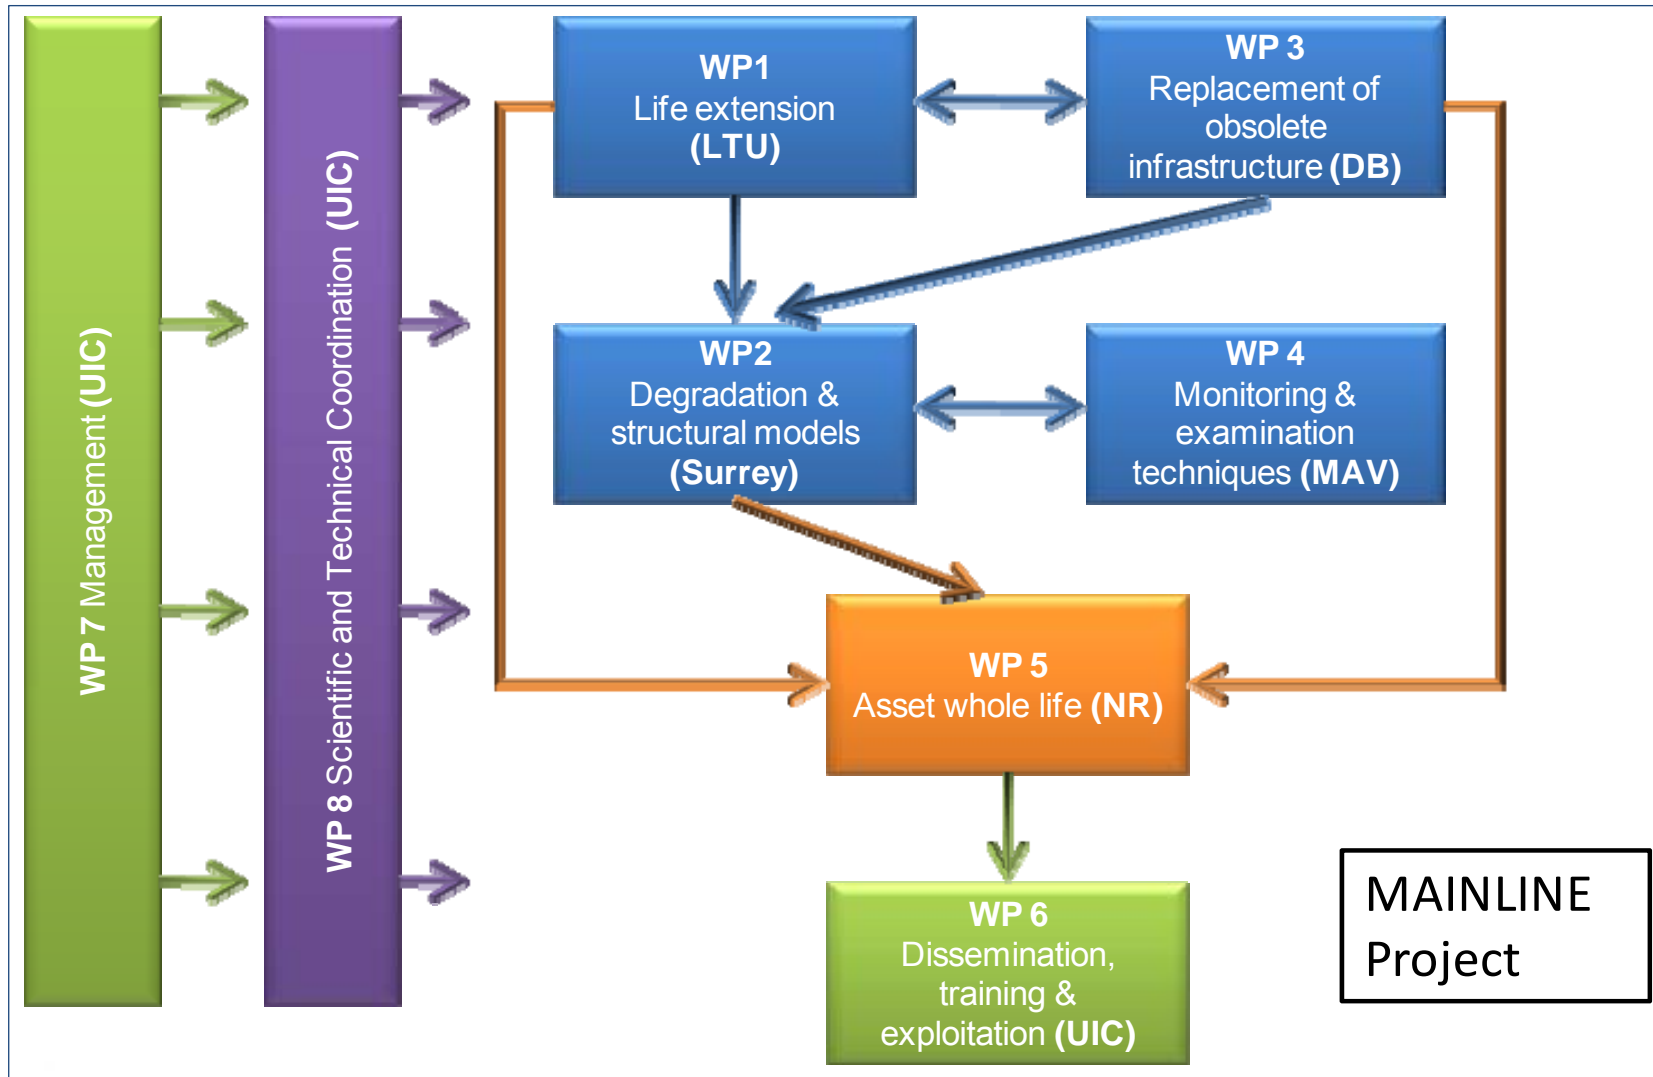 WP 7 Management (UIC)
WP 8 Scientific and Technical Coordination (UIC)
WP1
Life extension
(LTU)
WP 3
Replacement of
obsolete
infrastructure (DB)
WP2
Degradation &
structural models
(Surrey)
WP 4
Monitoring &
examination
techniques (MAV)
WP 5
Asset whole life (NR)
WP 6
Dissemination,
training &
exploitation (UIC)
MAINLINE
Project